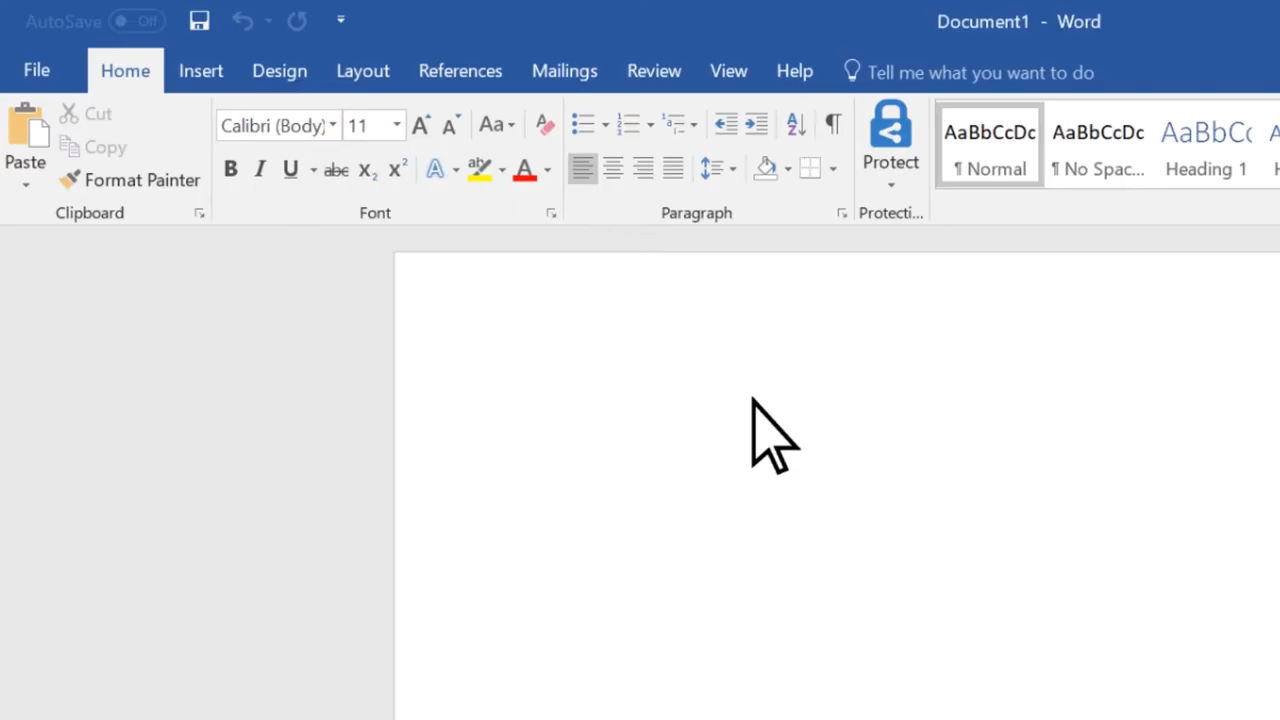 AutoSave Off Document1 - Word
File Home Insert Design Layout References Mailings Review View Help Tell me what you want to do
Paste
Cut
Copy
Format Painter
Clipboard
Calibri (Body) 11 Aa
B I U abc X₂ X² A ab A
Font
Paragraph
Protect
Protecti...
AaBbCcDc AaBbCcDc AaBbCc
¶ Normal ¶ No Spac... Heading 1